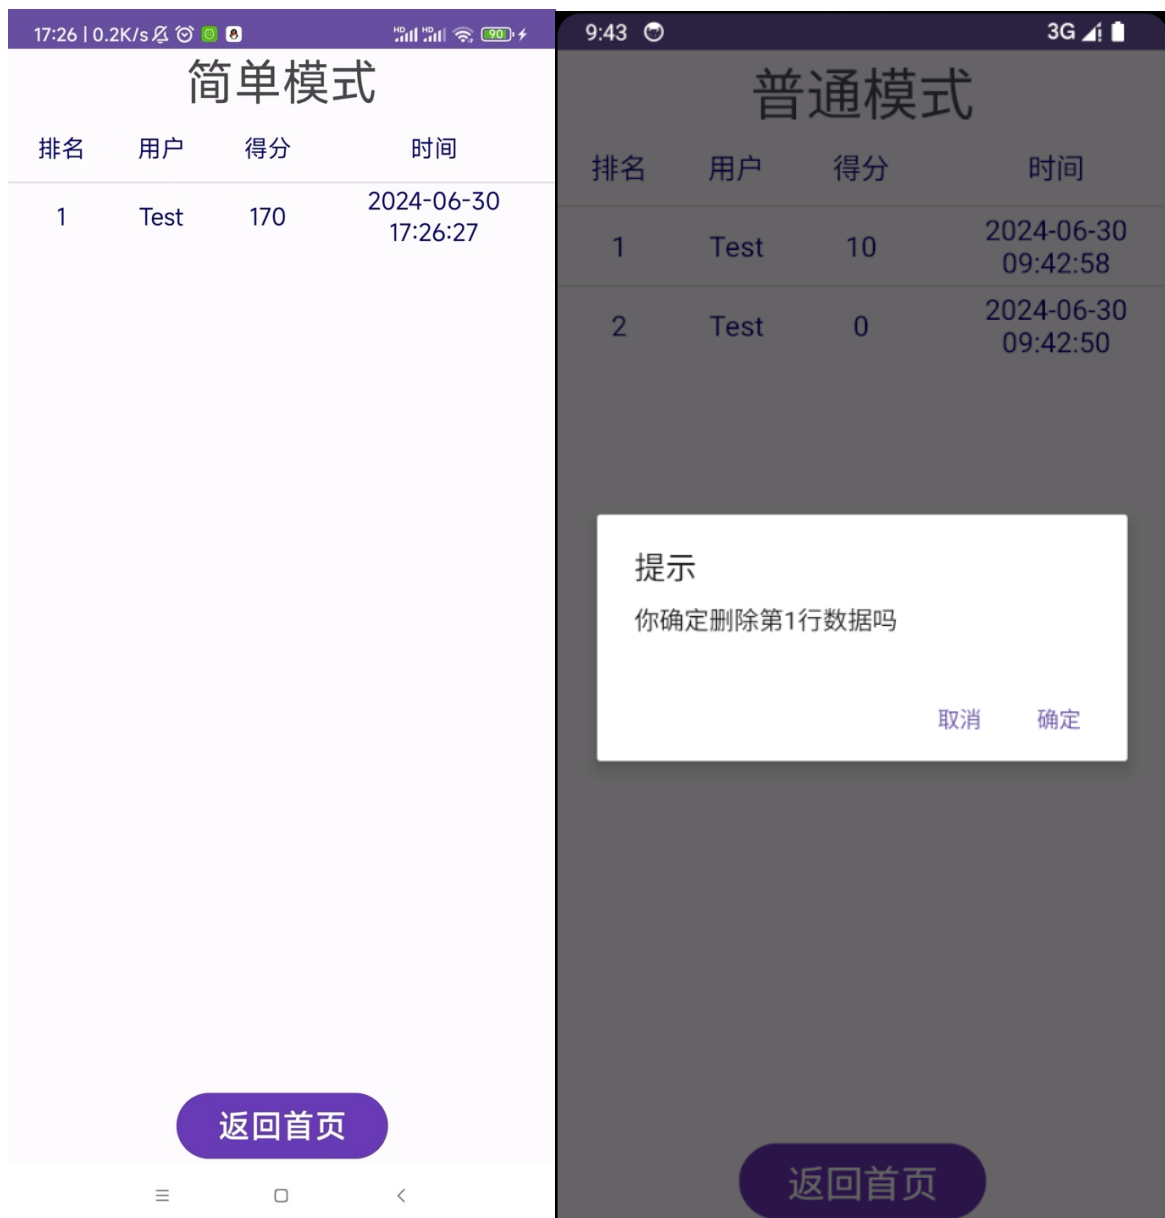 17:26 | 0.2K/s
HD HD 90
简单模式
排名 用户 得分 时间
1 Test 170 2024-06-30
17:26:27
返回首页
9:43 3G
普通模式
排名 用户 得分 时间
1 Test 10 2024-06-30
09:42:58
2 Test 0 2024-06-30
09:42:50
提示
你确定删除第1行数据吗
取消 确定
返回首页